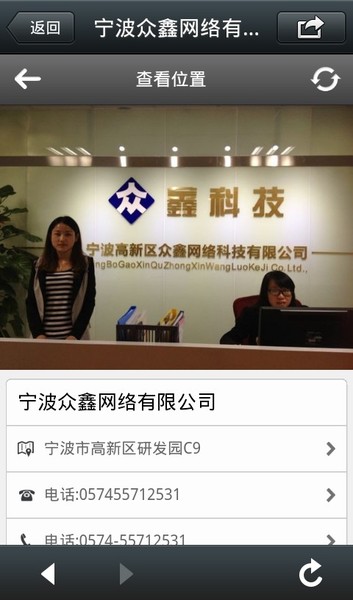 返回
宁波众鑫网络有...
查看位置
众 鑫科技
宁波高新区众鑫网络科技有限公司
ngBoGaoXinQuZhongXinWangLuoKeJi Co.Ltd.,
宁波众鑫网络有限公司
宁波市高新区研发园C9
电话:057455712531
电话:0574-55712531